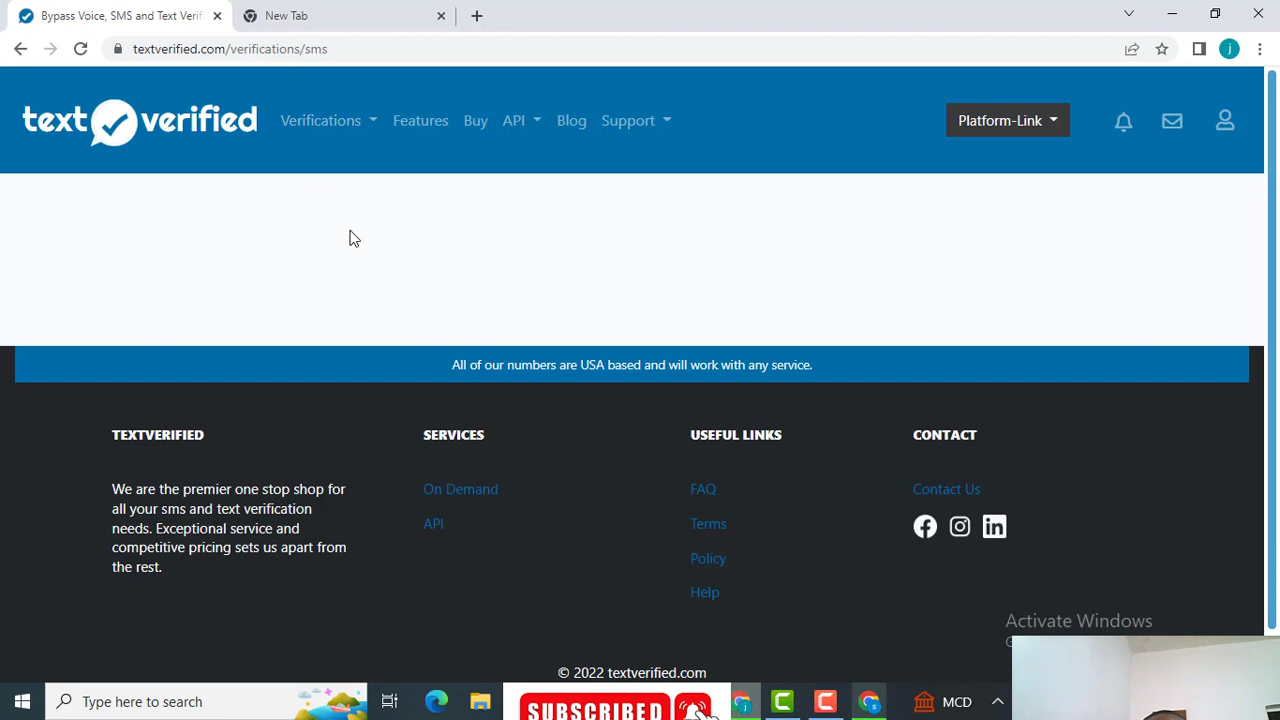 Bypass Voice, SMS and Text Verif
New Tab
textverified.com/verifications/sms
j
text verified
Verifications
Features
Buy
API
Blog
Support
Platform-Link
All of our numbers are USA based and will work with any service.
TEXTVERIFIED
We are the premier one stop shop for
all your sms and text verification
needs. Exceptional service and
competitive pricing sets us apart from
the rest.
SERVICES
On Demand
API
USEFUL LINKS
FAQ
Terms
Policy
Help
CONTACT
Contact Us
Activate Windows
© 2022 textverified.com
Type here to search
SUBSCRIBED
MCD